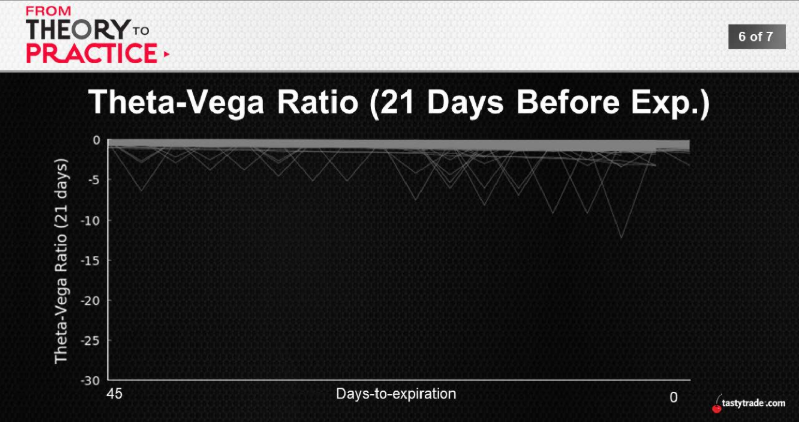 FROM
THEORY TO
PRACTICE
6 of 7
Theta-Vega Ratio (21 Days Before Exp.)
Theta-Vega Ratio (21 days)
0
-5
-10
-15
-20
-25
-30
45
Days-to-expiration
0
tastytrade.com